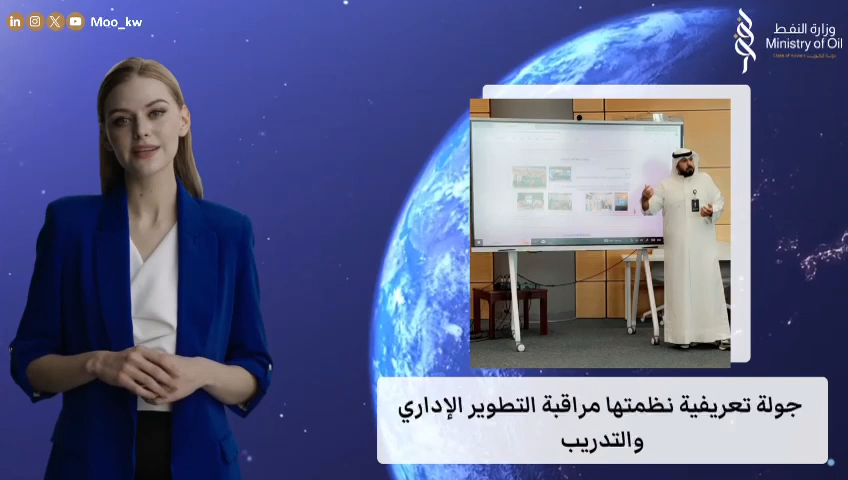 Moo_kw
وزارة النفط
Ministry of Oil
جولة تعريفية نظمتها مراقبة التطوير الإداري
والتدريب